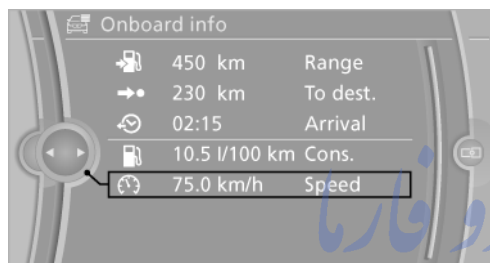 Onboard info
450 km Range
230 km To dest.
02:15 Arrival
10.5 l/100 km Cons.
75.0 km/h Speed